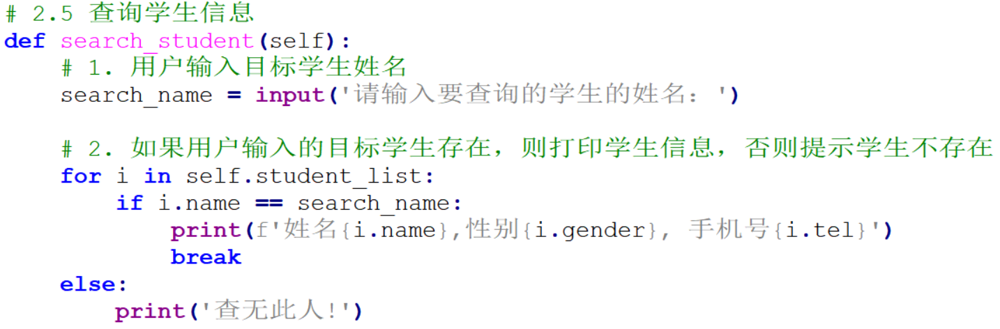 # 2.5 查询学生信息
def search_student(self):
    # 1. 用户输入目标学生姓名
    search_name = input('请输入要查询的学生的姓名：')

    # 2. 如果用户输入的目标学生存在，则打印学生信息，否则提示学生不存在
    for i in self.student_list:
        if i.name == search_name:
            print(f'姓名{i.name},性别{i.gender}, 手机号{i.tel}')
            break
    else:
        print('查无此人!')